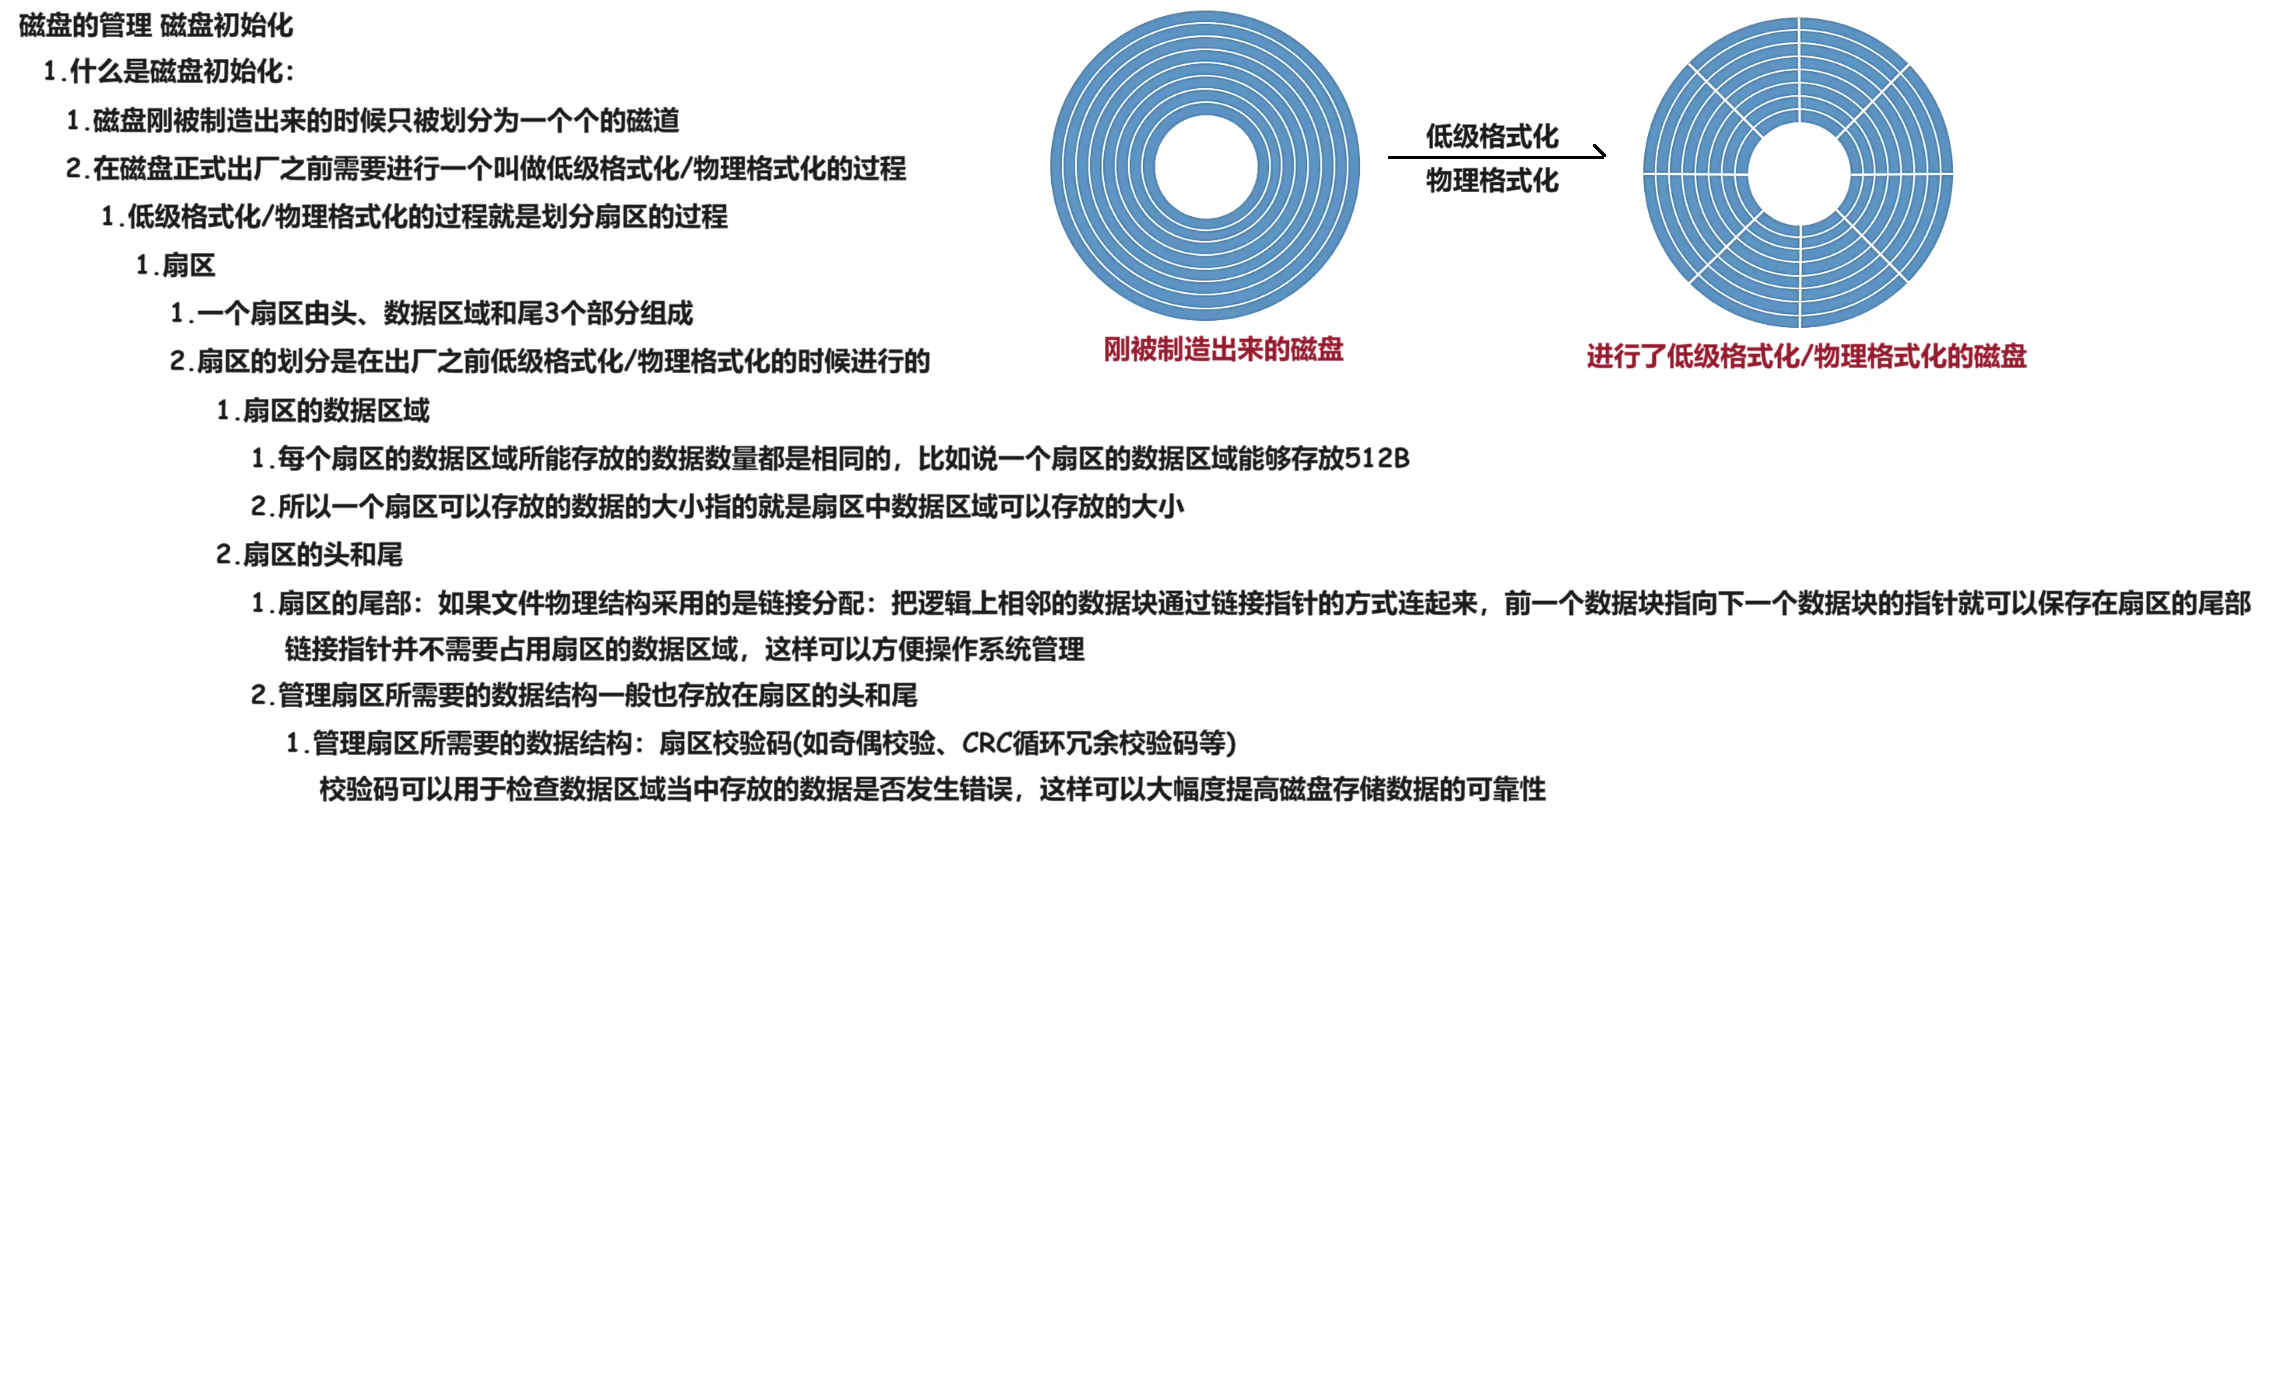 磁盘的管理 磁盘初始化
1.什么是磁盘初始化：
1.磁盘刚被制造出来的时候只被划分为一个个的磁道
2.在磁盘正式出厂之前需要进行一个叫做低级格式化/物理格式化的过程
1.低级格式化/物理格式化的过程就是划分扇区的过程
1.扇区
1.一个扇区由头、数据区域和尾3个部分组成
2.扇区的划分是在出厂之前低级格式化/物理格式化的时候进行的
1.扇区的数据区域
1.每个扇区的数据区域所能存放的数据数量都是相同的，比如说一个扇区的数据区域能够存放512B
2.所以一个扇区可以存放的数据的大小指的就是扇区中数据区域可以存放的大小
2.扇区的头和尾
1.扇区的尾部：如果文件物理结构采用的是链接分配：把逻辑上相邻的数据块通过链接指针的方式连起来，前一个数据块指向下一个数据块的指针就可以保存在扇区的尾部
链接指针并不需要占用扇区的数据区域，这样可以方便操作系统管理
2.管理扇区所需要的数据结构一般也存放在扇区的头和尾
1.管理扇区所需要的数据结构：扇区校验码(如奇偶校验、CRC循环冗余校验码等)
校验码可以用于检查数据区域当中存放的数据是否发生错误，这样可以大幅度提高磁盘存储数据的可靠性
刚被制造出来的磁盘
低级格式化
物理格式化
进行了低级格式化/物理格式化的磁盘